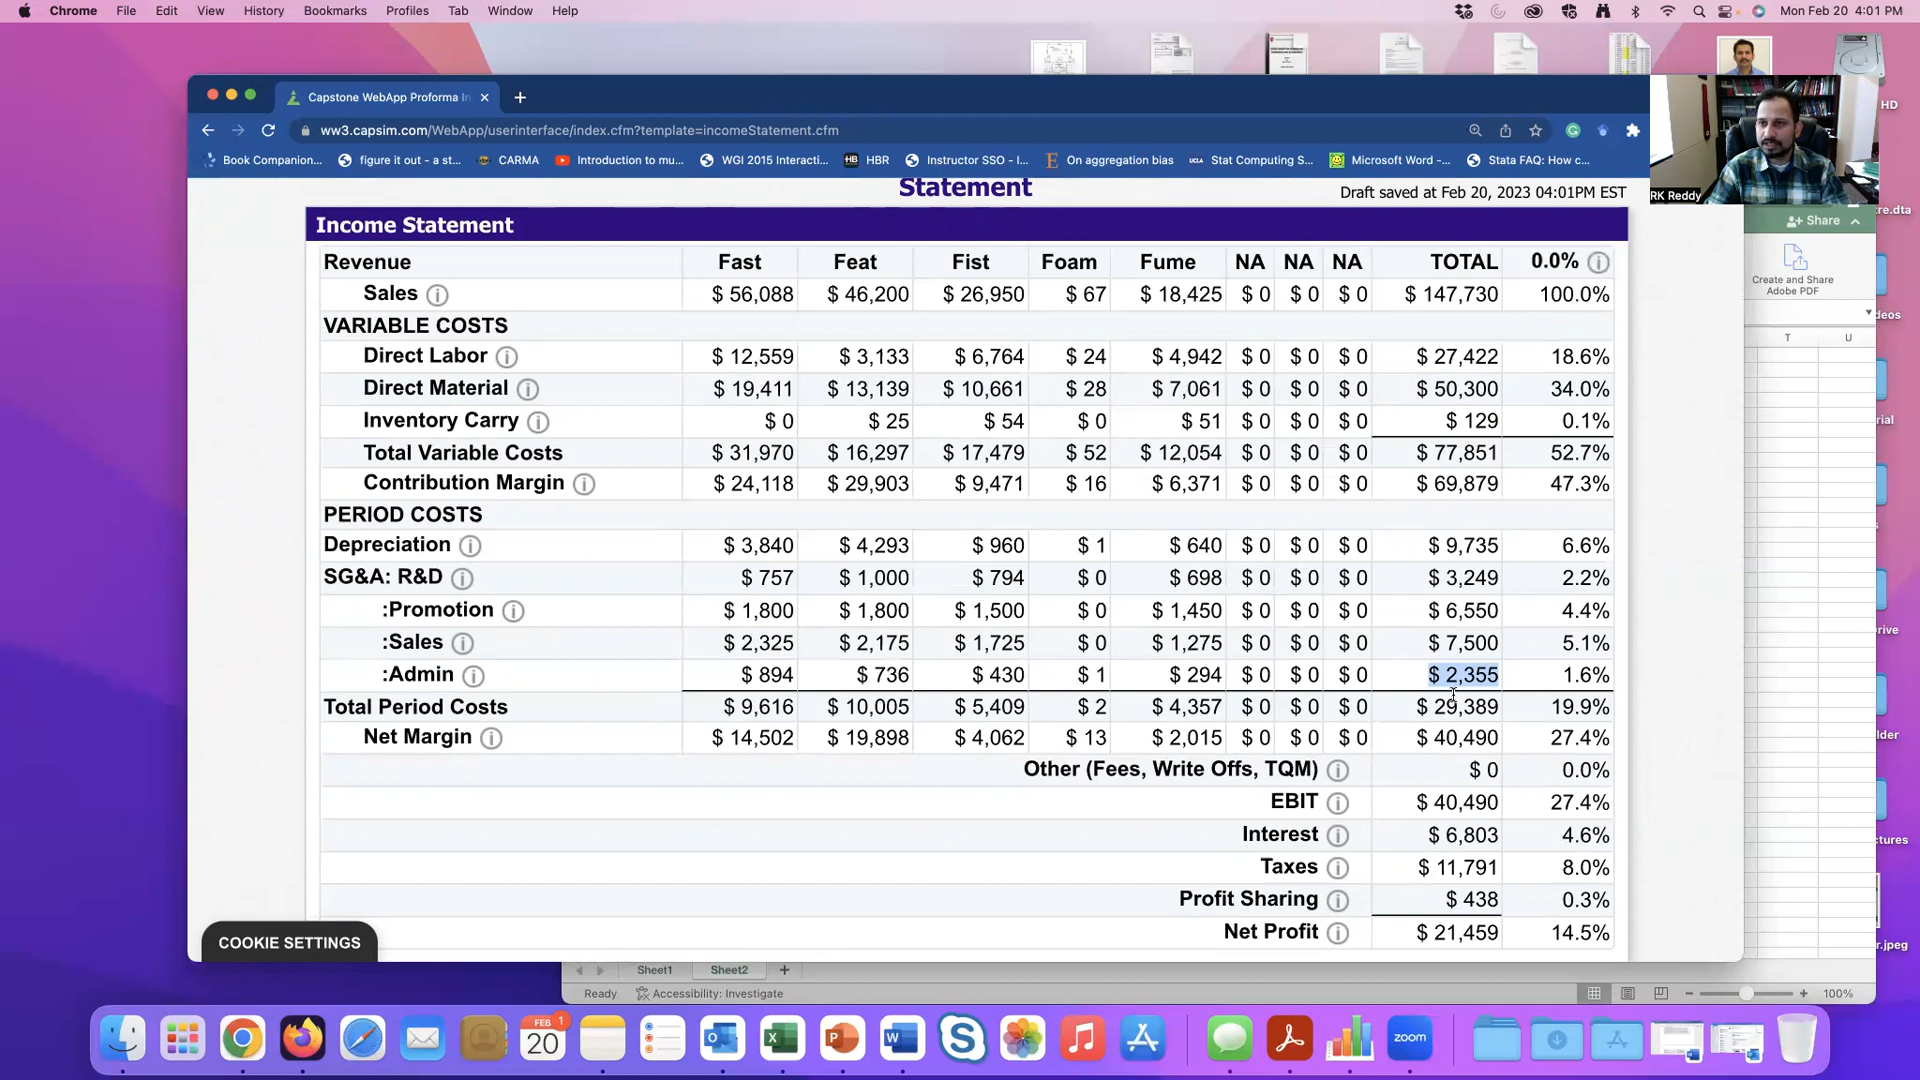 Chrome File Edit View History Bookmarks Profiles Tab Window Help Mon Feb 20 4:01 PM
HD
Capstone WebApp Proforma In
ww3.capsim.com/WebApp/userinterface/index.cfm?template=incomeStatement.cfm
Book Companion... figure it out - a st... CARMA Introduction to mu... WGI 2015 Interacti... HBR Instructor SSO - I... On aggregation bias Stat Computing S... Microsoft Word -... Stata FAQ: How c...
RK Reddy
Statement Draft saved at Feb 20, 2023 04:01PM EST
Share
Create and Share
Adobe PDF
T U
Income Statement
Revenue Fast Feat Fist Foam Fume NA NA NA TOTAL 0.0%
Sales $ 56,088 $ 46,200 $ 26,950 $ 67 $ 18,425 $ 0 $ 0 $ 0 $ 147,730 100.0%
VARIABLE COSTS
Direct Labor $ 12,559 $ 3,133 $ 6,764 $ 24 $ 4,942 $ 0 $ 0 $ 0 $ 27,422 18.6%
Direct Material $ 19,411 $ 13,139 $ 10,661 $ 28 $ 7,061 $ 0 $ 0 $ 0 $ 50,300 34.0%
Inventory Carry $ 0 $ 25 $ 54 $ 0 $ 51 $ 0 $ 0 $ 0 $ 129 0.1%
Total Variable Costs $ 31,970 $ 16,297 $ 17,479 $ 52 $ 12,054 $ 0 $ 0 $ 0 $ 77,851 52.7%
Contribution Margin $ 24,118 $ 29,903 $ 9,471 $ 16 $ 6,371 $ 0 $ 0 $ 0 $ 69,879 47.3%
PERIOD COSTS
Depreciation $ 3,840 $ 4,293 $ 960 $ 1 $ 640 $ 0 $ 0 $ 0 $ 9,735 6.6%
SG&A: R&D $ 757 $ 1,000 $ 794 $ 0 $ 698 $ 0 $ 0 $ 0 $ 3,249 2.2%
:Promotion $ 1,800 $ 1,800 $ 1,500 $ 0 $ 1,450 $ 0 $ 0 $ 0 $ 6,550 4.4%
:Sales $ 2,325 $ 2,175 $ 1,725 $ 0 $ 1,275 $ 0 $ 0 $ 0 $ 7,500 5.1%
:Admin $ 894 $ 736 $ 430 $ 1 $ 294 $ 0 $ 0 $ 0 $ 2,355 1.6%
Total Period Costs $ 9,616 $ 10,005 $ 5,409 $ 2 $ 4,357 $ 0 $ 0 $ 0 $ 29,389 19.9%
Net Margin $ 14,502 $ 19,898 $ 4,062 $ 13 $ 2,015 $ 0 $ 0 $ 0 $ 40,490 27.4%
Other (Fees, Write Offs, TQM) $ 0 0.0%
EBIT $ 40,490 27.4%
Interest $ 6,803 4.6%
Taxes $ 11,791 8.0%
Profit Sharing $ 438 0.3%
Net Profit $ 21,459 14.5%
COOKIE SETTINGS
Sheet1 Sheet2
Ready Accessibility: Investigate 100%
FEB 1
20
zoom